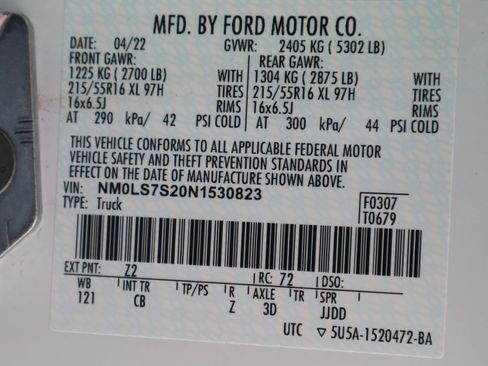 MFD. BY FORD MOTOR CO.
DATE: 04/22 GVWR: 2405 KG ( 5302 LB)
FRONT GAWR: REAR GAWR:
1225 KG ( 2700 LB) WITH 1304 KG ( 2875 LB) WITH
215/55R16 XL 97H TIRES 215/55R16 XL 97H TIRES
16x6.5J RIMS 16x6.5J RIMS
AT 290 kPa/ 42 PSI COLD AT 300 kPa/ 44 PSI COLD
THIS VEHICLE CONFORMS TO ALL APPLICABLE FEDERAL MOTOR
VEHICLE SAFETY AND THEFT PREVENTION STANDARDS IN
EFFECT ON THE DATE OF MANUFACTURE SHOWN ABOVE.
VIN: NM0LS7S20N1530823 F0307
TYPE: Truck T0679
EXT PNT: Z2 RC: 72 DSO:
WB INT TR TP/PS R AXLE TR SPR
121 CB Z 3D JJDD
UTC ▽5U5A-1520472-BA